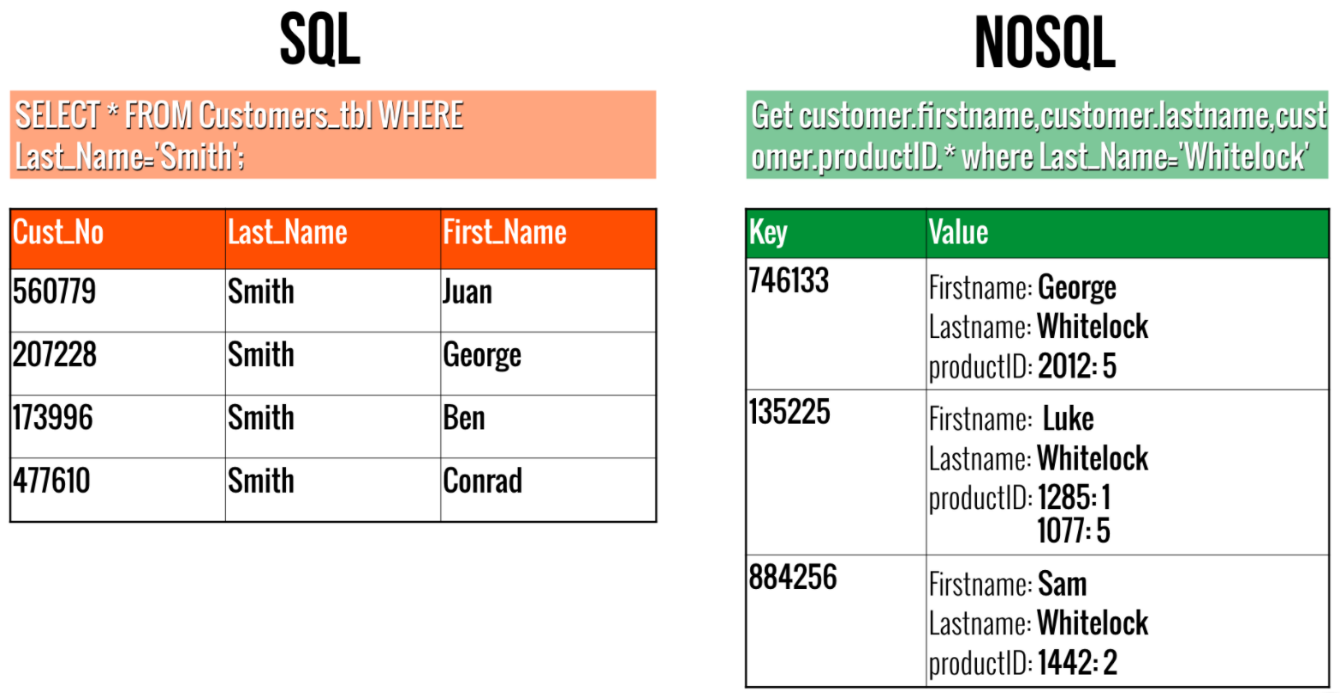 SQL
SELECT * FROM Customers_tbl WHERE
Last_Name='Smith';
Cust_No Last_Name First_Name
560779 Smith Juan
207228 Smith George
173996 Smith Ben
477610 Smith Conrad
NOSQL
Get customer.firstname,customer.lastname,cust
omer.productID.* where Last_Name='Whitelock'
Key Value
746133 Firstname: George
Lastname: Whitelock
productID: 2012: 5
135225 Firstname: Luke
Lastname: Whitelock
productID: 1285: 1
1077: 5
884256 Firstname: Sam
Lastname: Whitelock
productID: 1442: 2